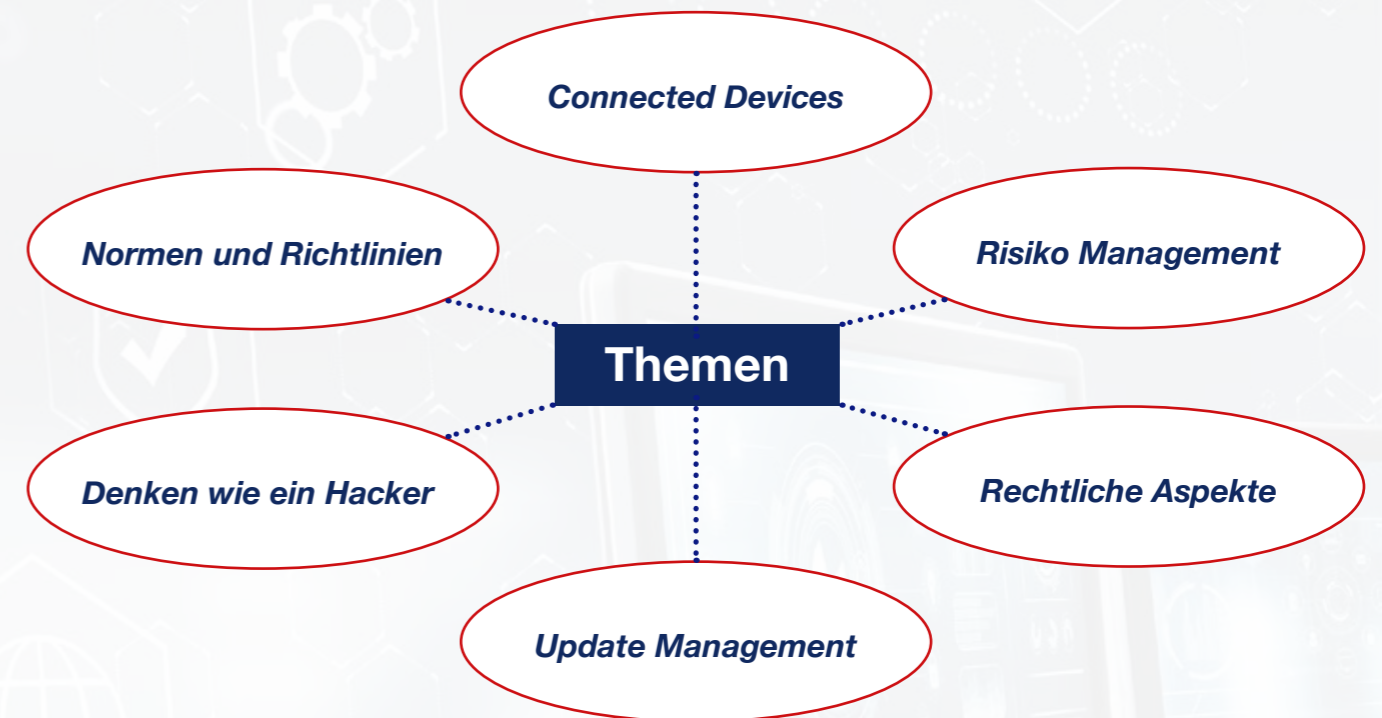 Connected Devices
Normen und Richtlinien
Risiko Management
Themen
Denken wie ein Hacker
Rechtliche Aspekte
Update Management